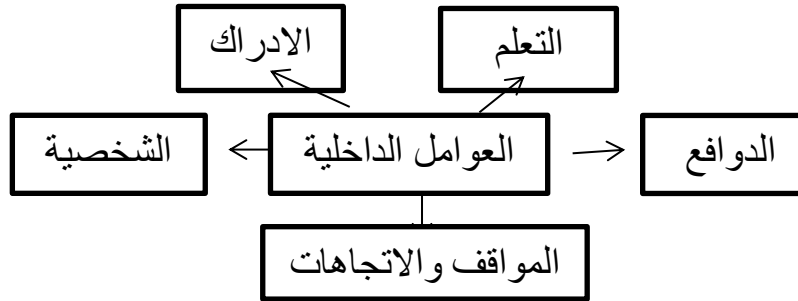 التعلم
الادراك
الدوافع
العوامل الداخلية
الشخصية
المواقف والاتجاهات